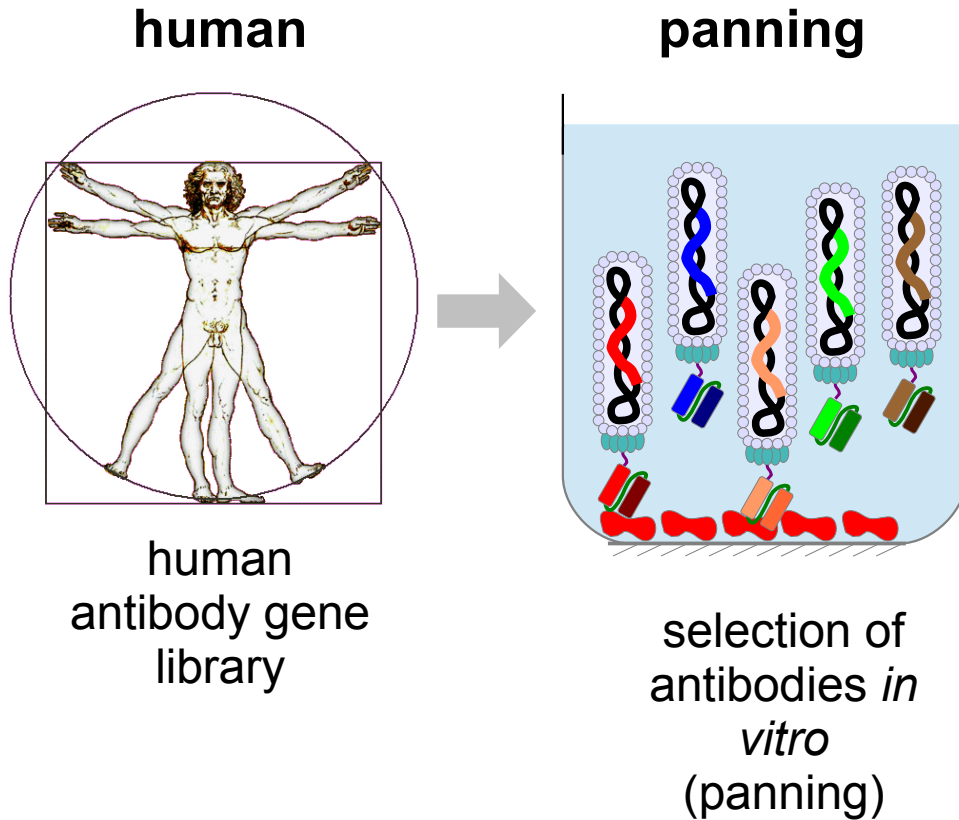 human
panning
human
antibody gene
library
selection of
antibodies in
vitro
(panning)